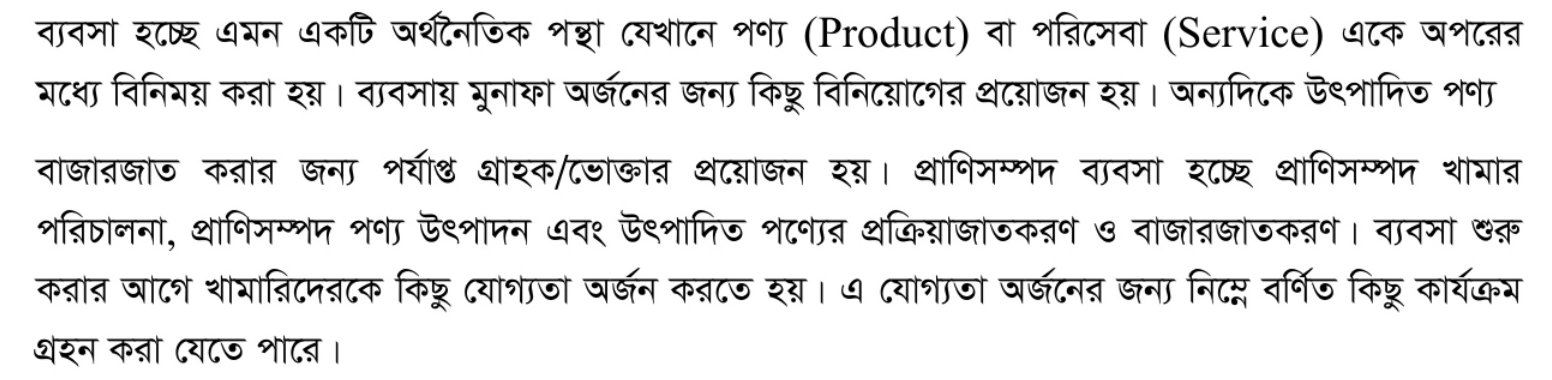 ব্যবসা হচ্ছে এমন একটি অর্থনৈতিক পন্থা যেখানে পণ্য (Product) বা পরিসেবা (Service) একে অপরের
মধ্যে বিনিময় করা হয়। ব্যবসায় মুনাফা অর্জনের জন্য কিছু বিনিয়োগের প্রয়োজন হয়। অন্যদিকে উৎপাদিত পণ্য
বাজারজাত করার জন্য পর্যাপ্ত গ্রাহক/ভোক্তার প্রয়োজন হয়। প্রাণিসম্পদ ব্যবসা হচ্ছে প্রাণিসম্পদ খামার
পরিচালনা, প্রাণিসম্পদ পণ্য উৎপাদন এবং উৎপাদিত পণ্যের প্রক্রিয়াজাতকরণ ও বাজারজাতকরণ। ব্যবসা শুরু
করার আগে খামারিদেরকে কিছু যোগ্যতা অর্জন করতে হয়। এ যোগ্যতা অর্জনের জন্য নিম্নে বর্ণিত কিছু কার্যক্রম
গ্রহন করা যেতে পারে।